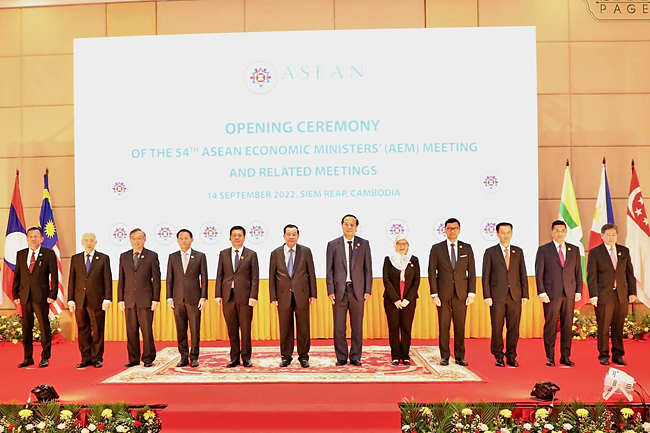 PAGE
ASEAN
OPENING CEREMONY
OF THE 54TH ASEAN ECONOMIC MINISTERS' (AEM) MEETING
AND RELATED MEETINGS
14 SEPTEMBER 2022, SIEM REAP, CAMBODIA